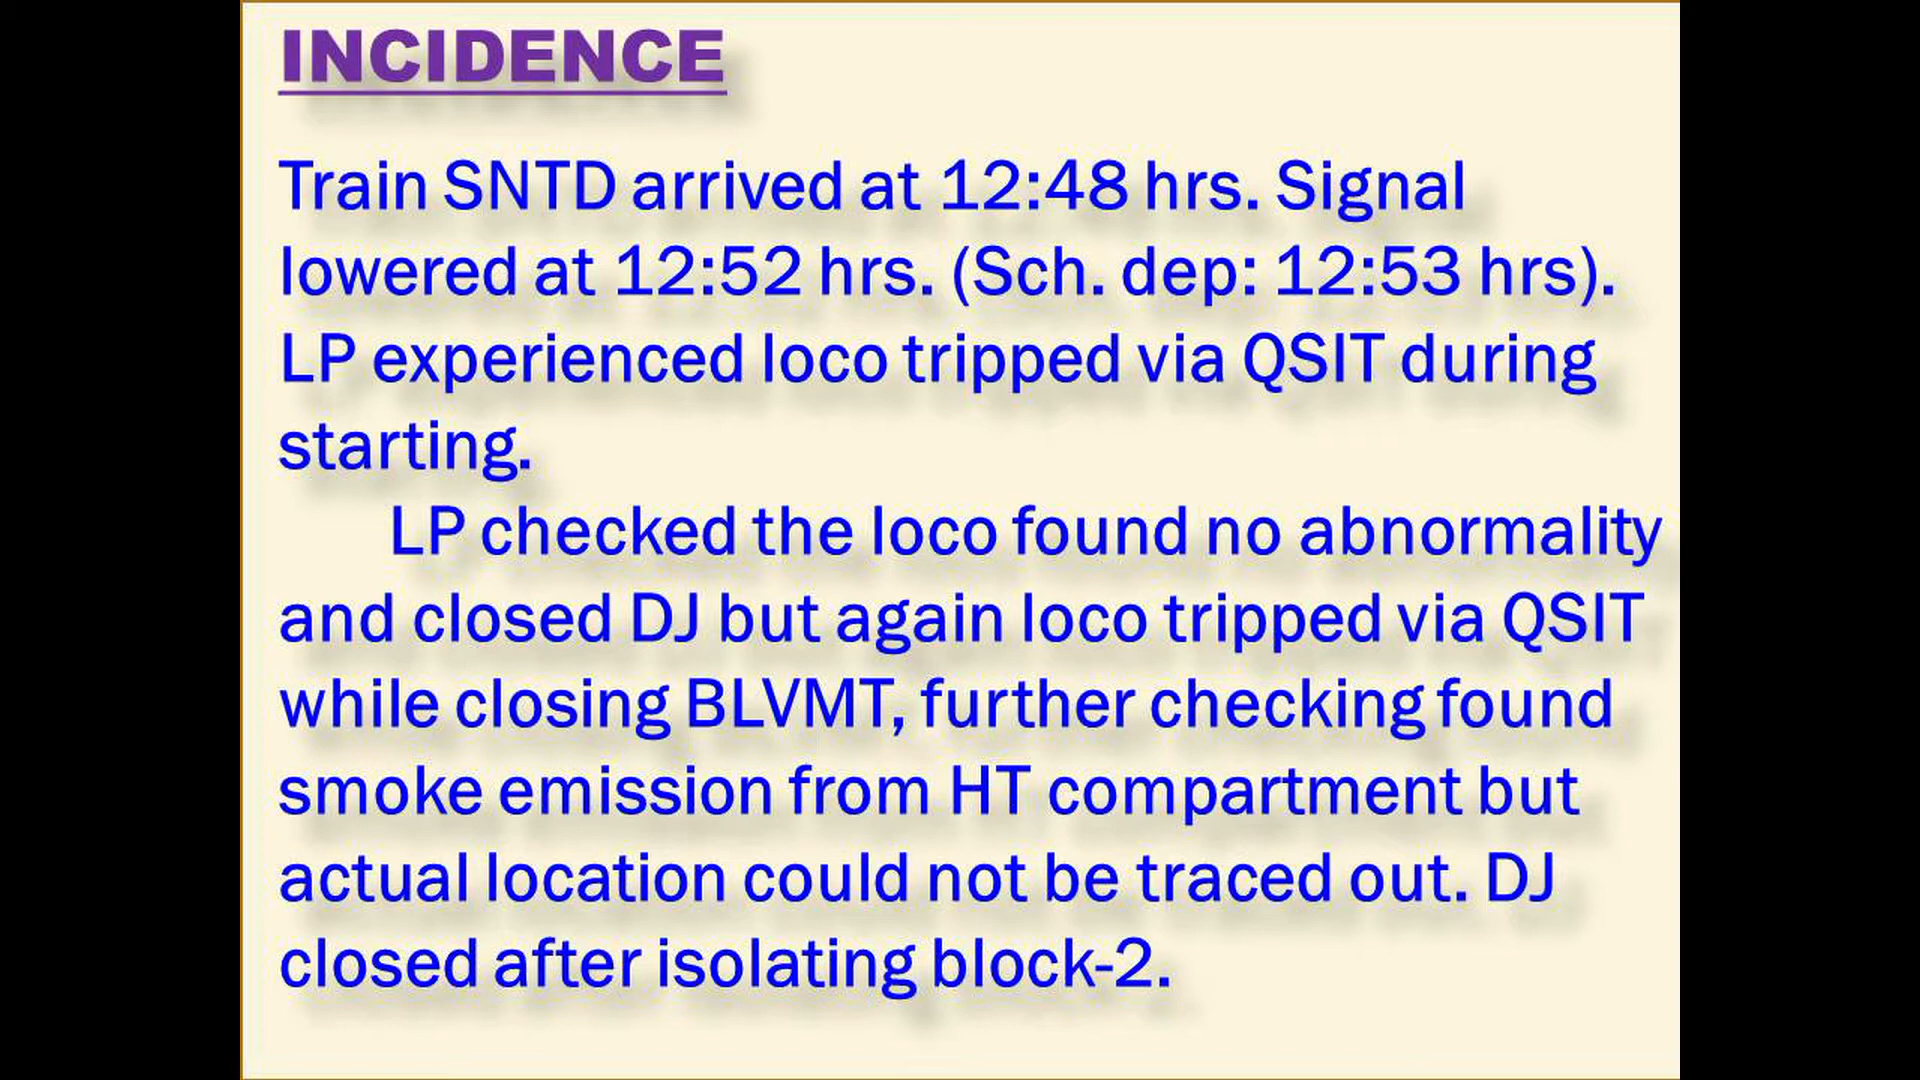 INCIDENCE
Train SNTD arrived at 12:48 hrs. Signal
lowered at 12:52 hrs. (Sch. dep: 12:53 hrs).
LP experienced loco tripped via QSIT during
starting.
LP checked the loco found no abnormality
and closed DJ but again loco tripped via QSIT
while closing BLVMT, further checking found
smoke emission from HT compartment but
actual location could not be traced out. DJ
closed after isolating block-2.